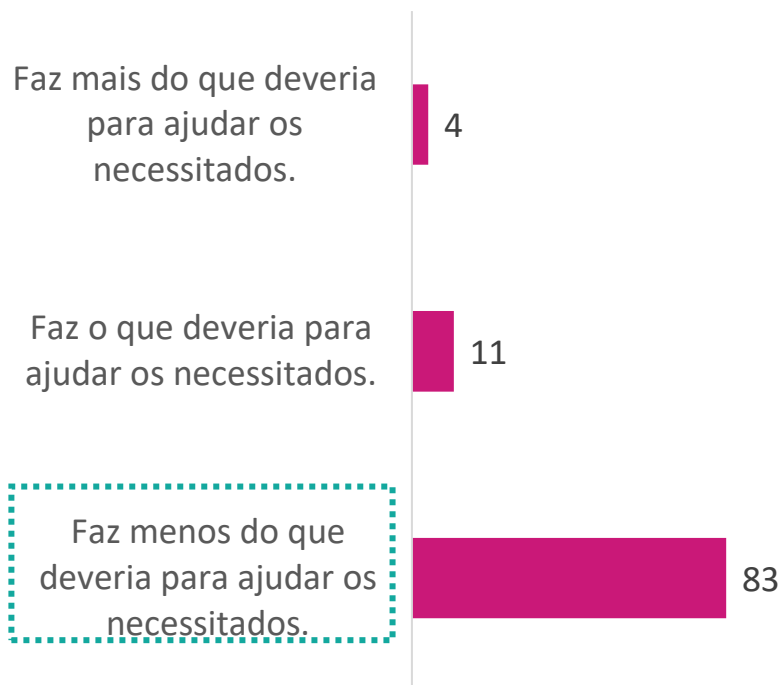 Faz mais do que deveria
para ajudar os
necessitados.
4
Faz o que deveria para
ajudar os necessitados.
11
Faz menos do que
deveria para ajudar os
necessitados.
83